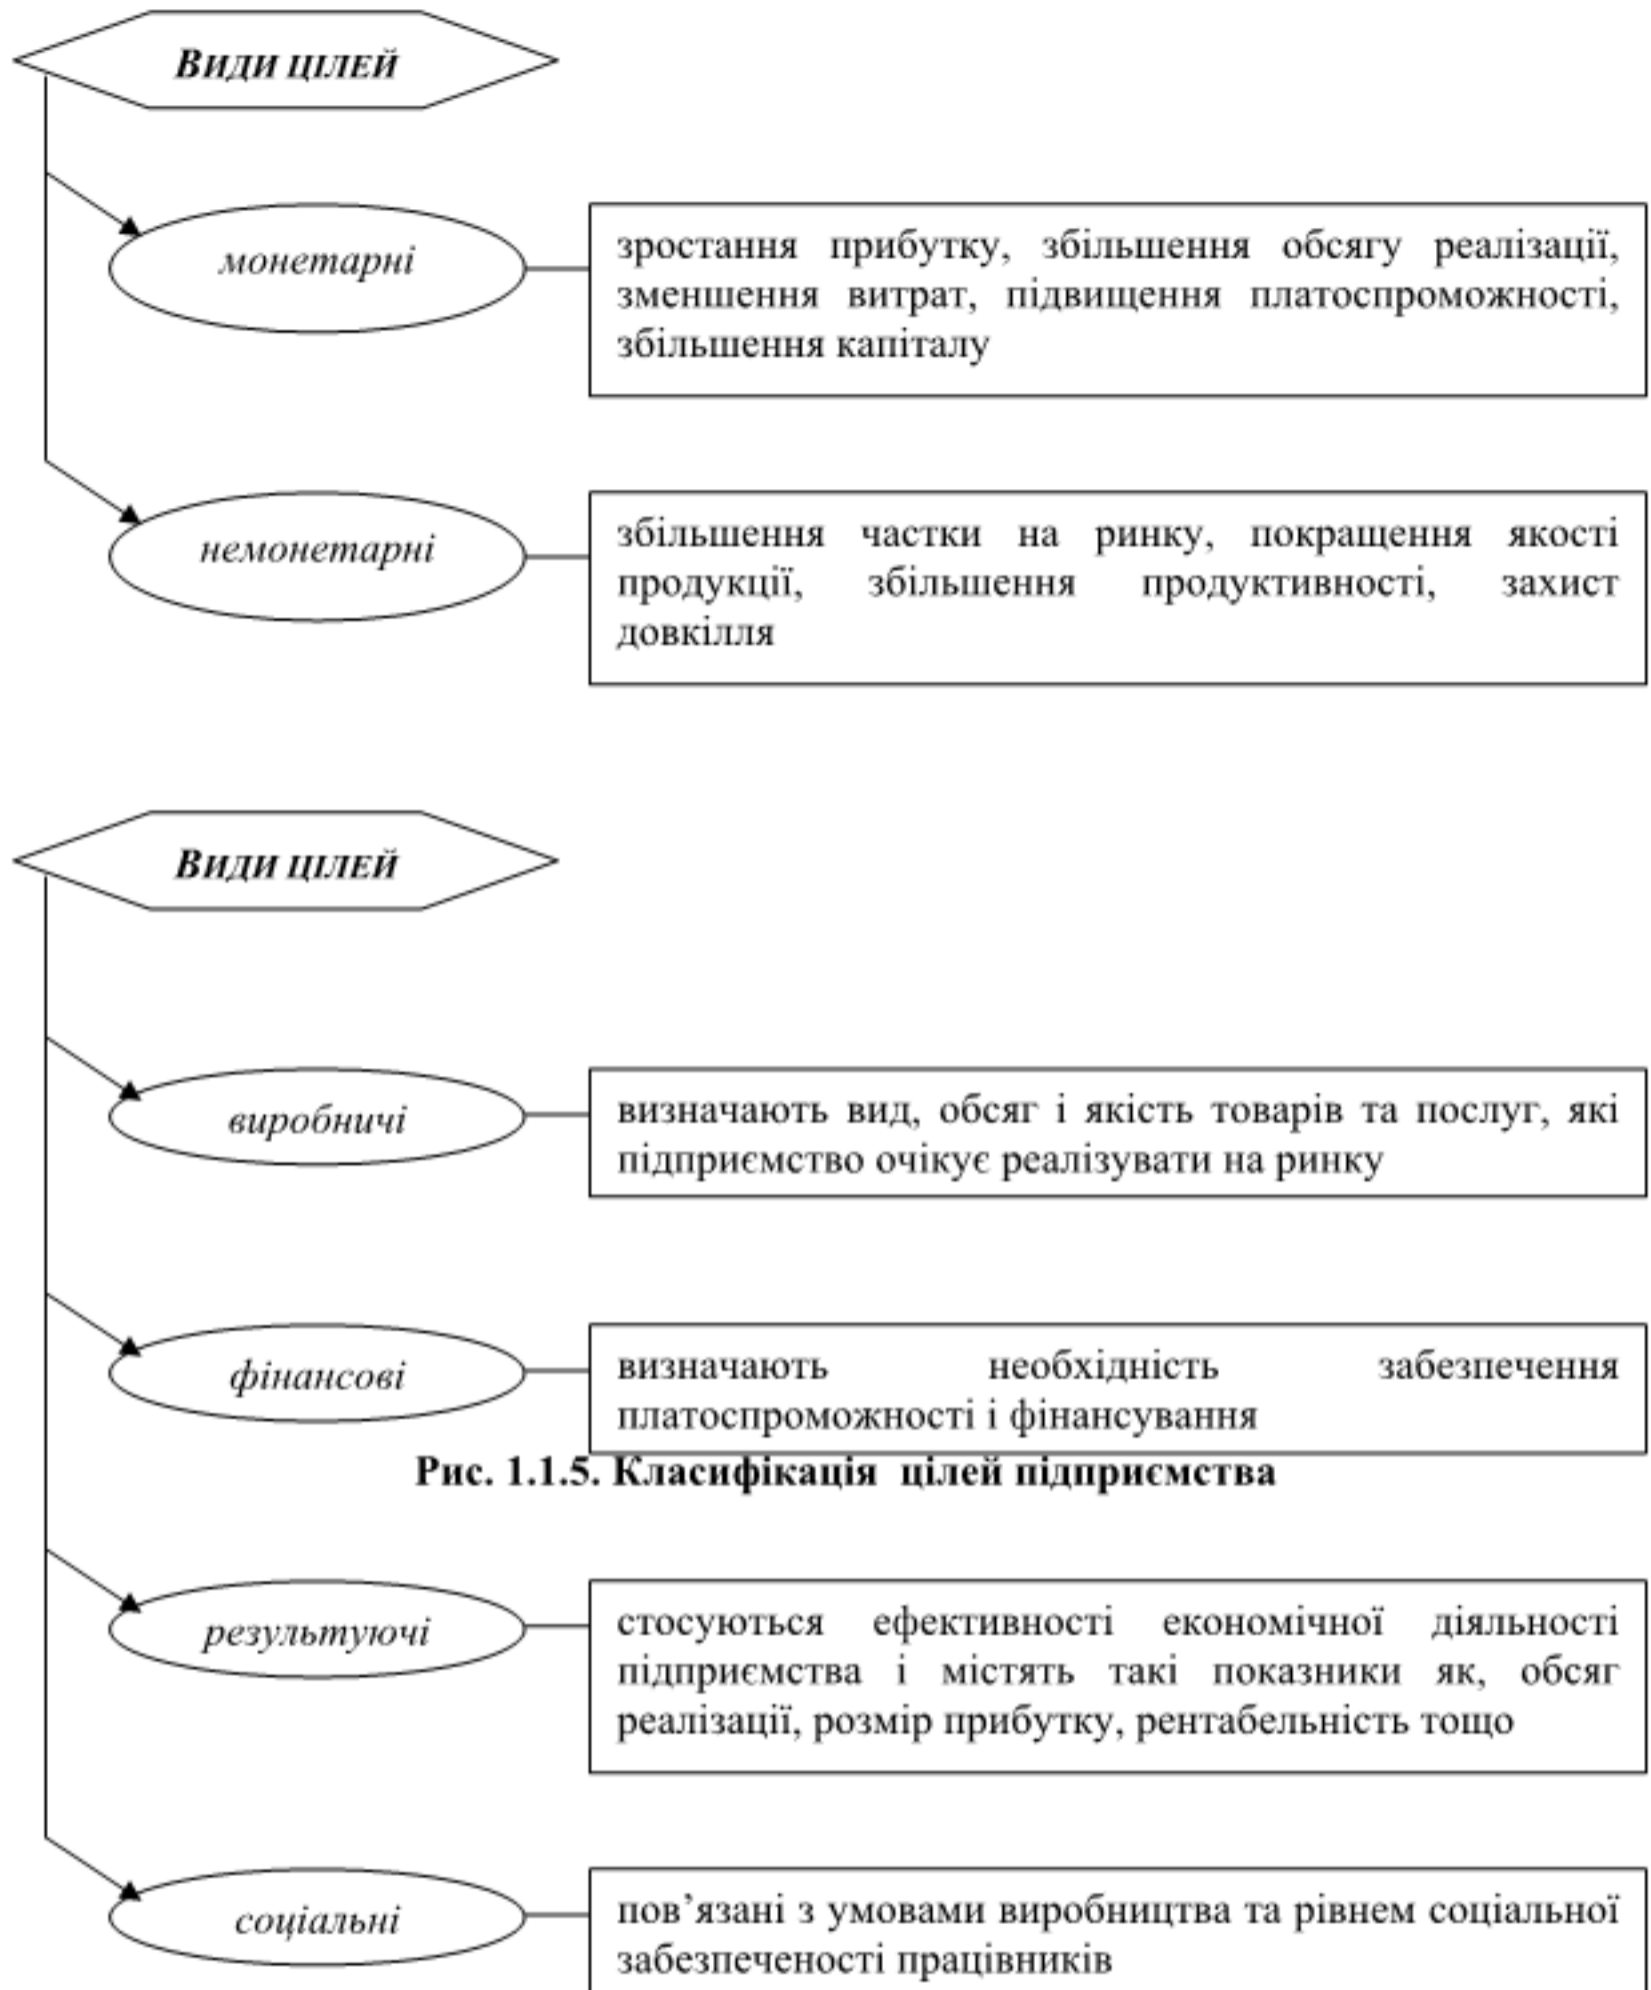 Види цілей
монетарні
зростання прибутку, збільшення обсягу реалізації,
зменшення витрат, підвищення платоспроможності,
збільшення капіталу
немонетарні
збільшення частки на ринку, покращення якості
продукції, збільшення продуктивності, захист
довкілля
Види цілей
виробничі
визначають вид, обсяг і якість товарів та послуг, які
підприємство очікує реалізувати на ринку
фінансові
визначають необхідність забезпечення
платоспроможності і фінансування
Рис. 1.1.5. Класифікація цілей підприємства
результуючі
стосуються ефективності економічної діяльності
підприємства і містять такі показники як, обсяг
реалізації, розмір прибутку, рентабельність тощо
соціальні
пов’язані з умовами виробництва та рівнем соціальної
забезпеченості працівників